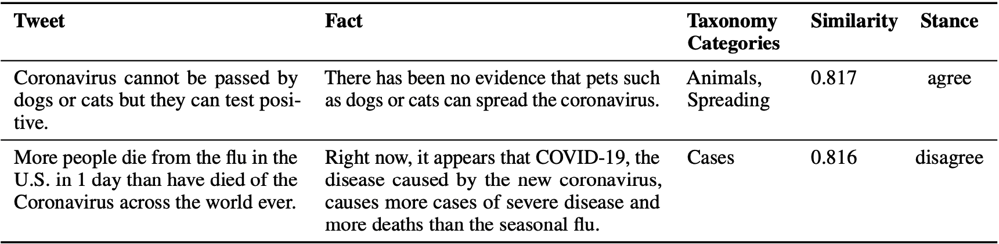 Tweet Fact Taxonomy Categories Similarity Stance
Coronavirus cannot be passed by
dogs or cats but they can test posi-
tive.
There has been no evidence that pets such
as dogs or cats can spread the coronavirus.
Animals,
Spreading
0.817
agree
More people die from the flu in the
U.S. in 1 day than have died of the
Coronavirus across the world ever.
Right now, it appears that COVID-19, the
disease caused by the new coronavirus,
causes more cases of severe disease and
more deaths than the seasonal flu.
Cases
0.816
disagree